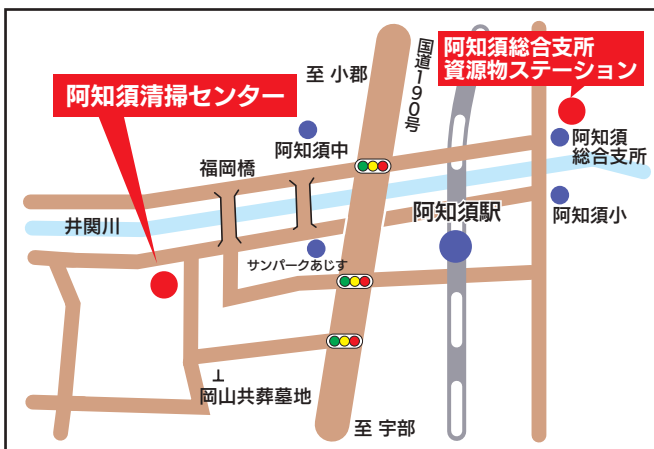 阿知須総合支所
資源物ステーション
至 小郡
国道190号
阿知須清掃センター
阿知須中
阿知須
総合支所
福岡橋
井関川
阿知須駅
阿知須小
サンパークあじす
岡山共葬墓地
至 宇部